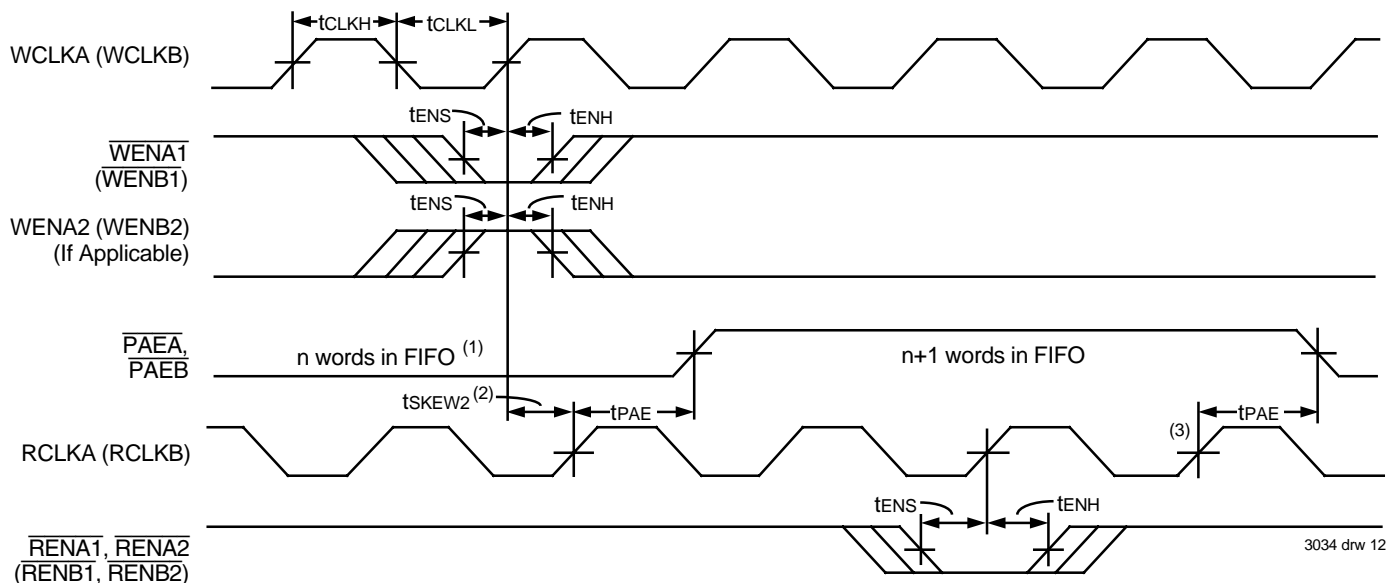 tCLKH
tCLKL
WCLKA (WCLKB)
tENS
tENH
WENA1
(WENB1)
tENS
tENH
WENA2 (WENB2)
(If Applicable)
PAEA,
PAEB
n words in FIFO (1)
n+1 words in FIFO
tSKEW2 (2)
tPAE
(3)
tPAE
RCLKA (RCLKB)
tENS
tENH
RENA1, RENA2
(RENB1, RENB2)
3034 drw 12